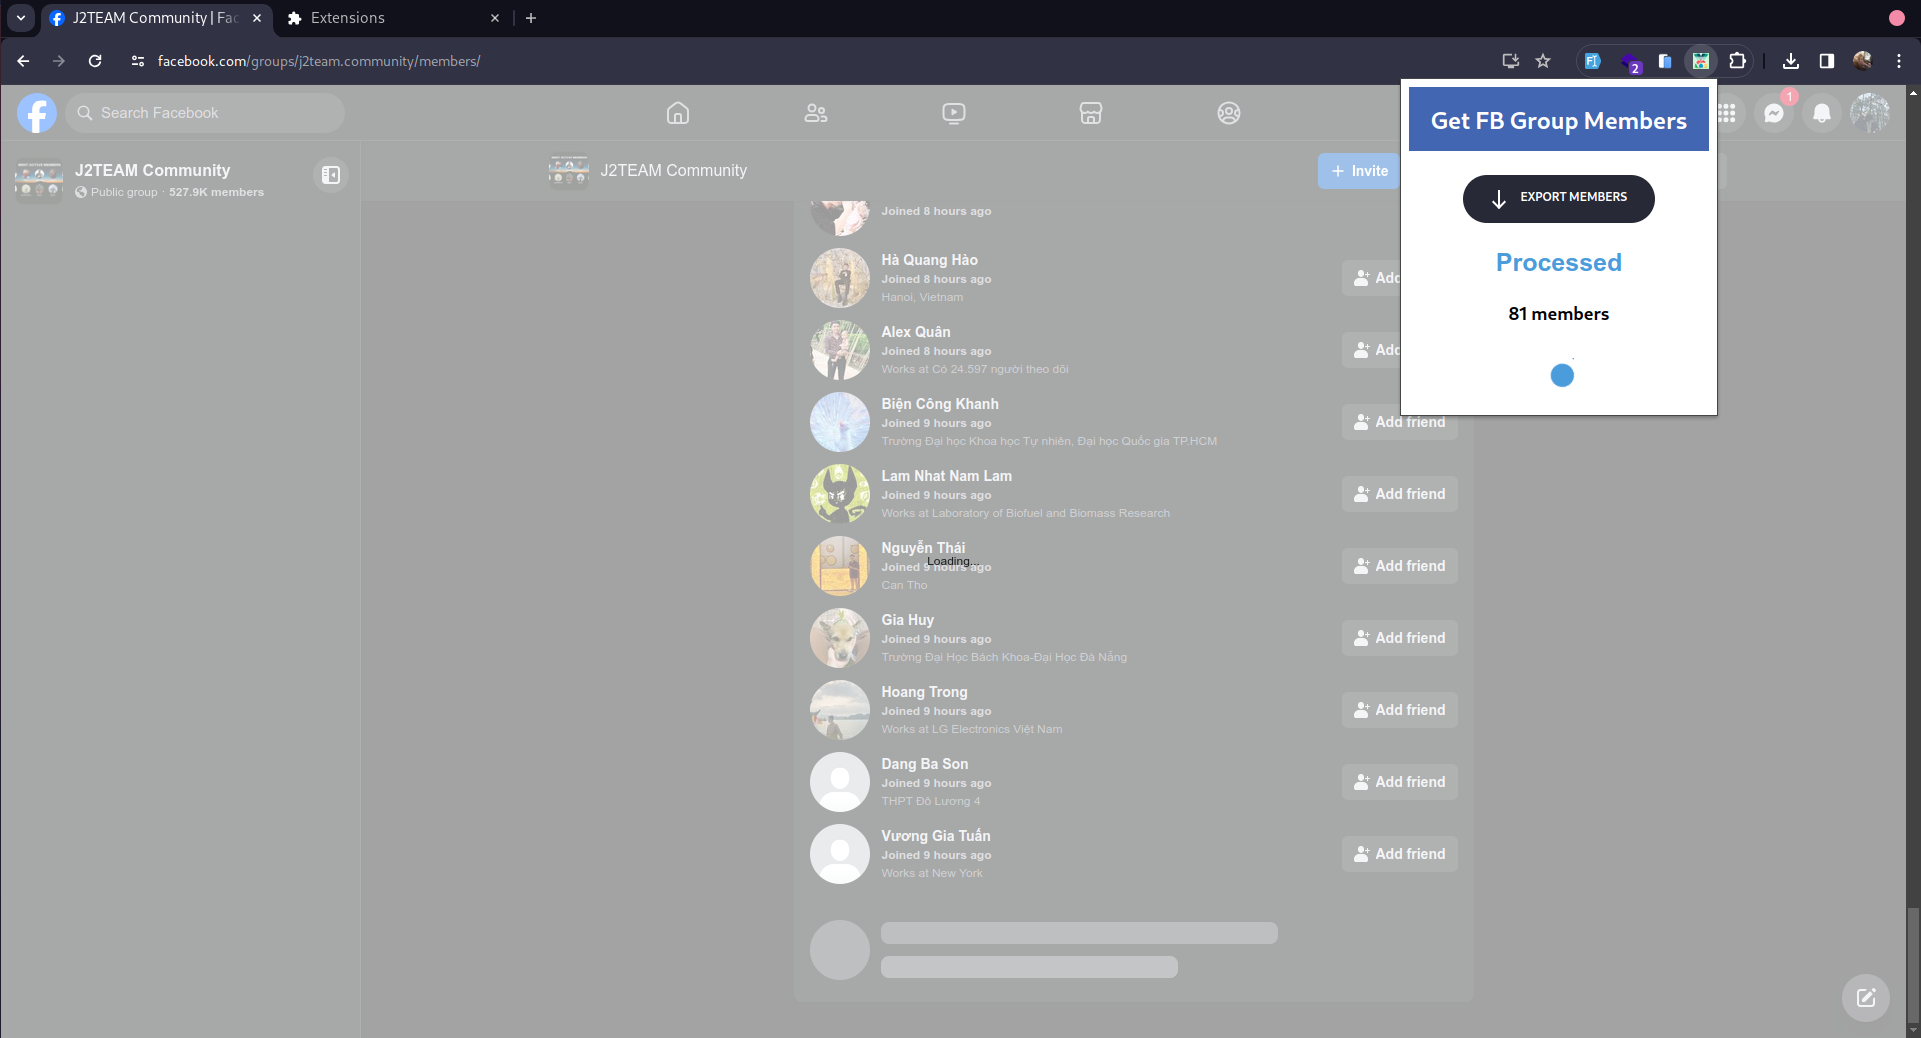 J2TEAM Community | Fac
Extensions
facebook.com/groups/j2team.community/members/
2
Search Facebook
1
J2TEAM Community
Public group · 527.9K members
J2TEAM Community
Invite
Get FB Group Members
EXPORT MEMBERS
Processed
81 members
Joined 8 hours ago
Hà Quang Hào
Joined 8 hours ago
Hanoi, Vietnam
Add
Alex Quân
Joined 8 hours ago
Works at Có 24.597 người theo dõi
Add
Biện Công Khanh
Joined 9 hours ago
Trường Đại học Khoa học Tự nhiên, Đại học Quốc gia TP.HCM
Add friend
Lam Nhat Nam Lam
Joined 9 hours ago
Works at Laboratory of Biofuel and Biomass Research
Add friend
Nguyễn Thái
Loading...
Joined 9 hours ago
Can Tho
Add friend
Gia Huy
Joined 9 hours ago
Trường Đại Học Bách Khoa-Đại Học Đà Nẵng
Add friend
Hoang Trong
Joined 9 hours ago
Works at LG Electronics Việt Nam
Add friend
Dang Ba Son
Joined 9 hours ago
THPT Đô Lương 4
Add friend
Vương Gia Tuấn
Joined 9 hours ago
Works at New York
Add friend